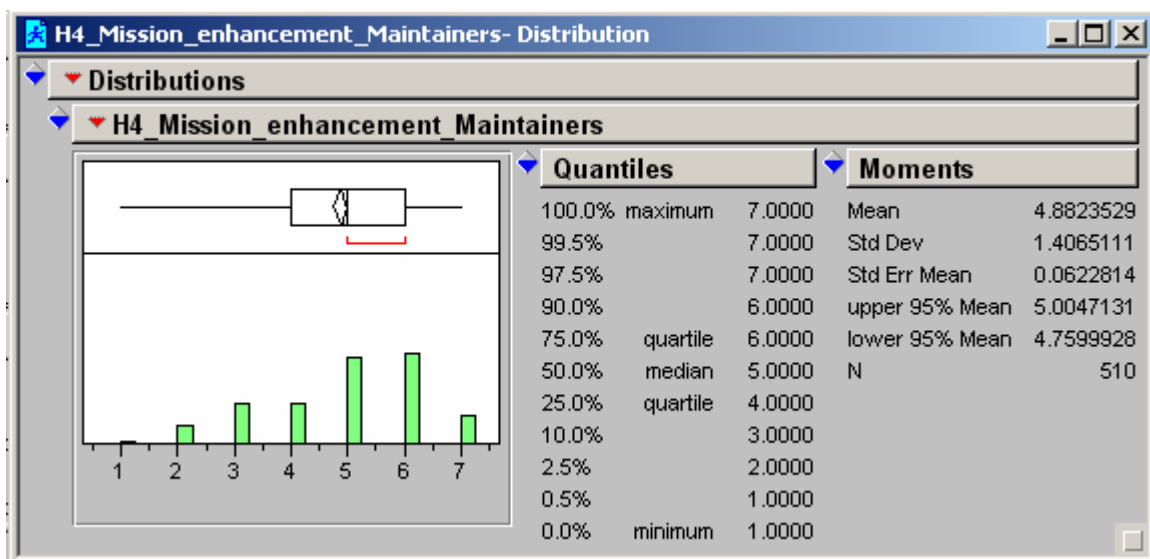 H4_Mission_enhancement_Maintainers- Distribution
Distributions
H4_Mission_enhancement_Maintainers
1 2 3 4 5 6 7
Quantiles
100.0% maximum 7.0000
99.5% 7.0000
97.5% 7.0000
90.0% 6.0000
75.0% quartile 6.0000
50.0% median 5.0000
25.0% quartile 4.0000
10.0% 3.0000
2.5% 2.0000
0.5% 1.0000
0.0% minimum 1.0000
Moments
Mean 4.8823529
Std Dev 1.4065111
Std Err Mean 0.0622814
upper 95% Mean 5.0047131
lower 95% Mean 4.7599928
N 510